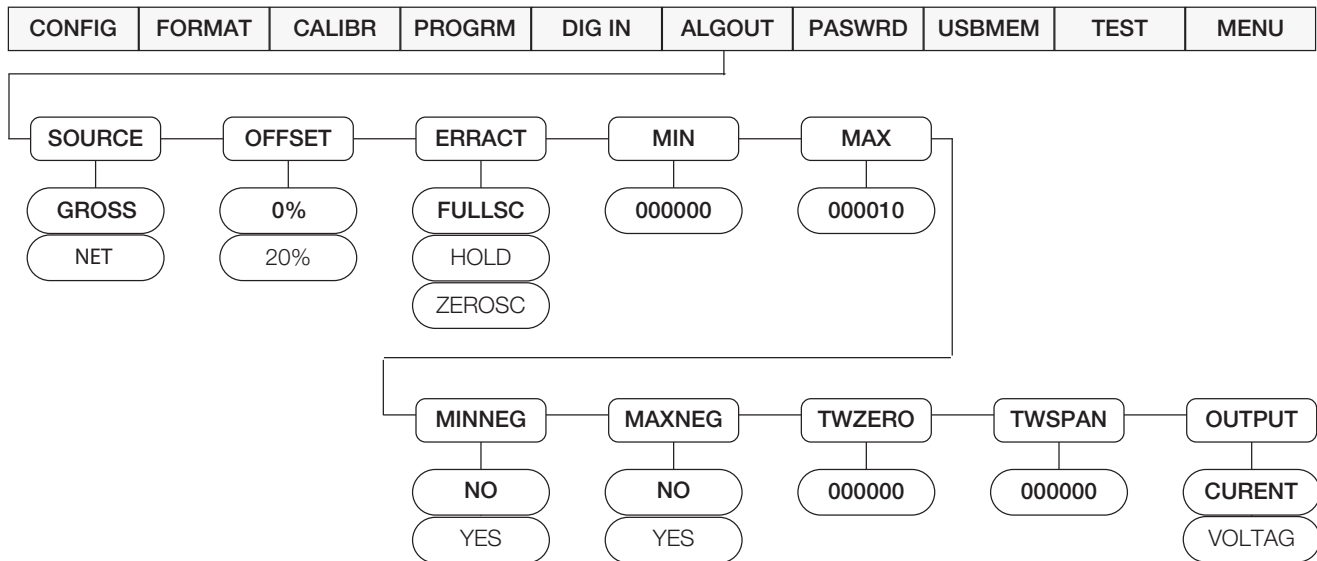 CONFIG FORMAT CALIBR PROGRM DIG IN ALGOUT PASWRD USBMEM TEST MENU
SOURCE OFFSET ERRACT MIN MAX
GROSS 0% FULLSC 000000 000010
NET 20% HOLD
ZEROSC
MINNEG MAXNEG TWZERO TWSPAN OUTPUT
NO NO 000000 000000 CURENT
YES YES VOLTAG